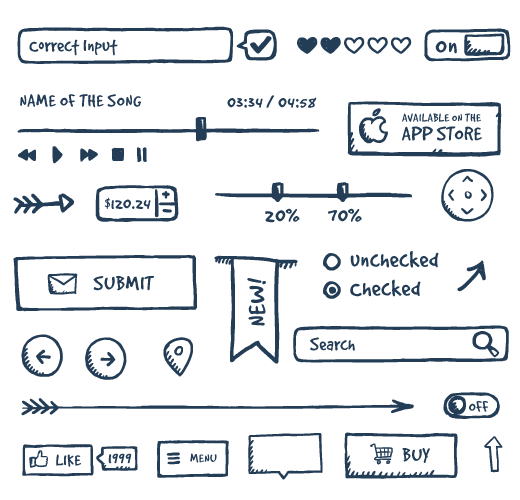 Correct Input
On
NAME OF THE SONG
03:34 / 04:58
AVAILABLE ON THE
APP STORE
$120.24
20%
70%
SUBMIT
NEW!
Unchecked
Checked
Search
OFF
LIKE
1999
MENU
BUY